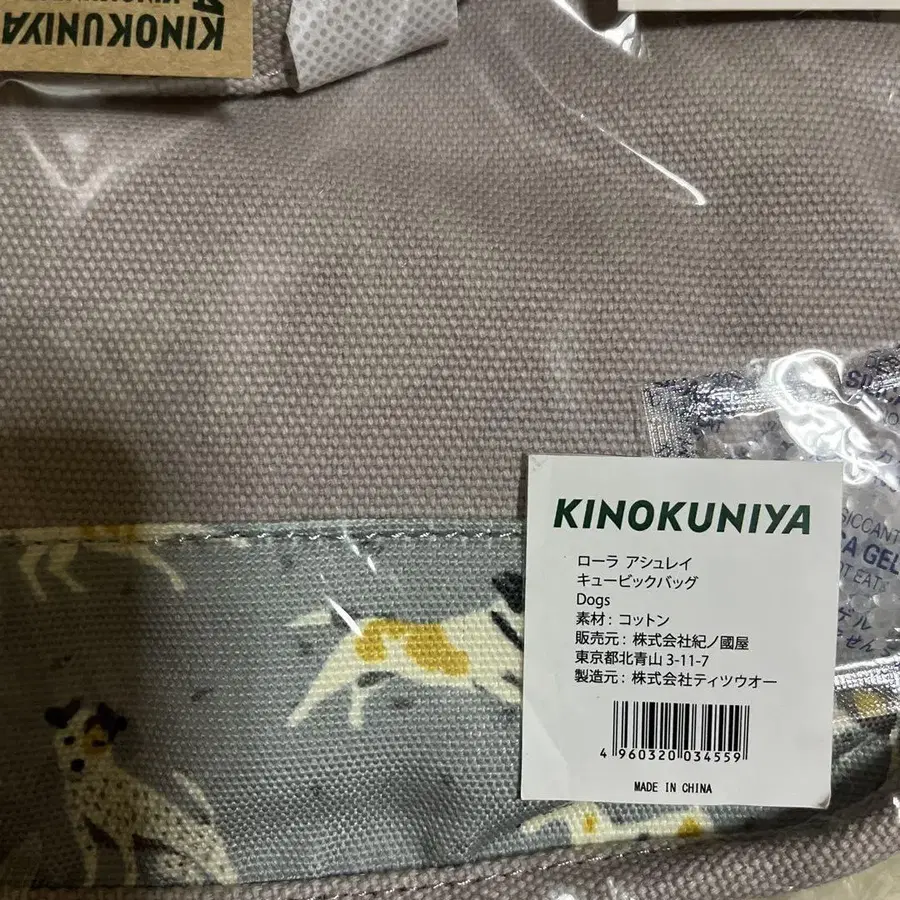 KINOKUNIYA
KINOKUNIYA
ローラ アシュレイ
キュービックバッグ
Dogs
素材: コットン
販売元: 株式会社紀ノ國屋
東京都北青山 3-11-7
製造元: 株式会社ティツウオー
4 960320 034559
MADE IN CHINA